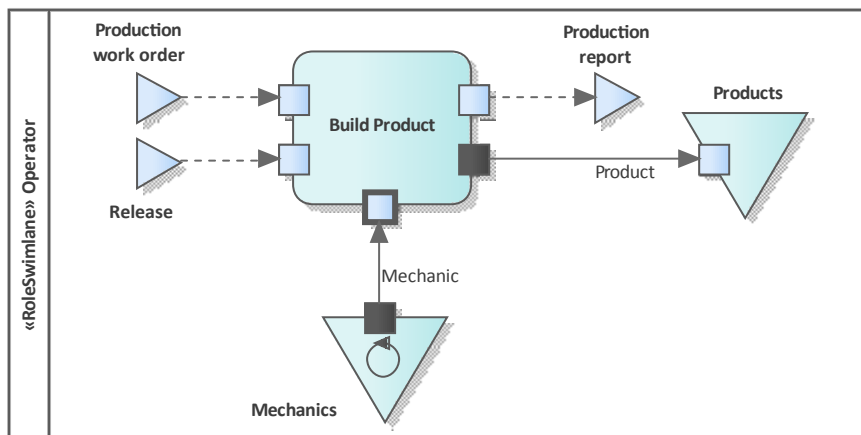 «RoleSwimlane» Operator
Production
work order
Production
report
Products
Build Product
Product
Release
Mechanic
Mechanics